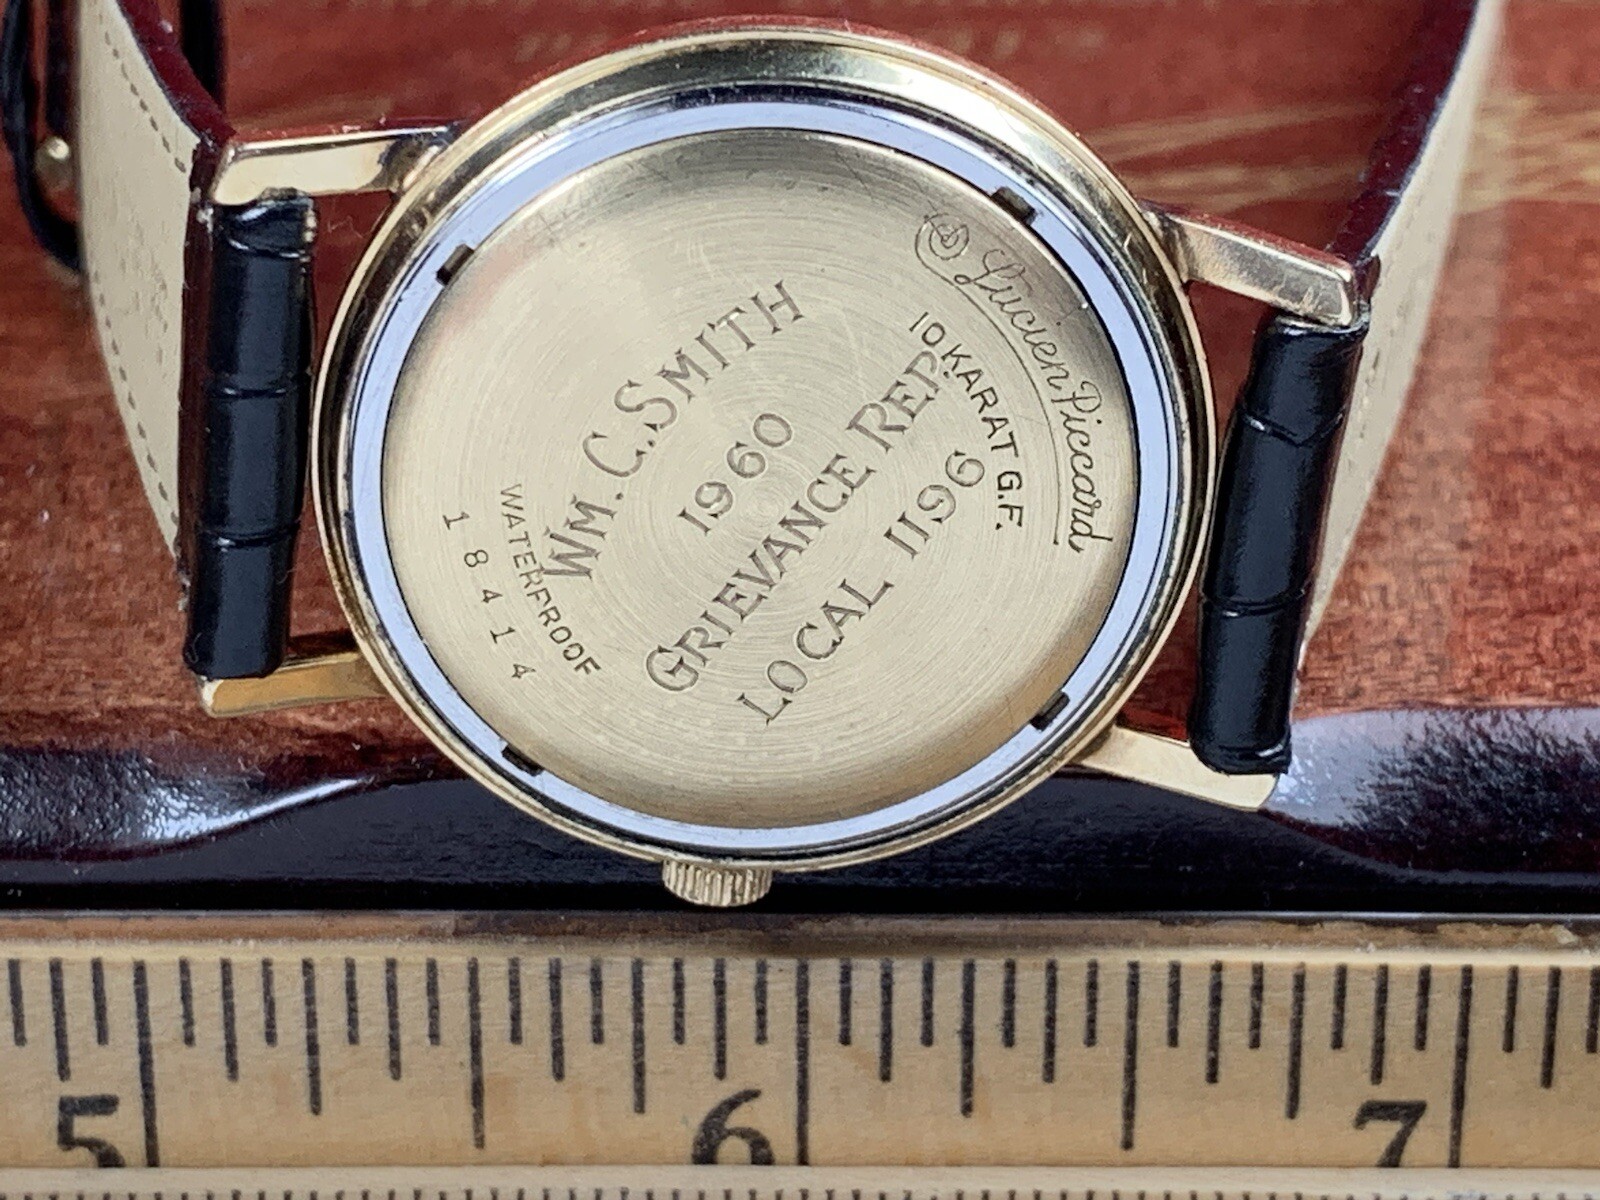 Lucien Piccard
10 KARAT G.F.
WM. C. SMITH
1960
GRIEVANCE REP.
LOCAL 1196
WATERPROOF
18414
5 6 7